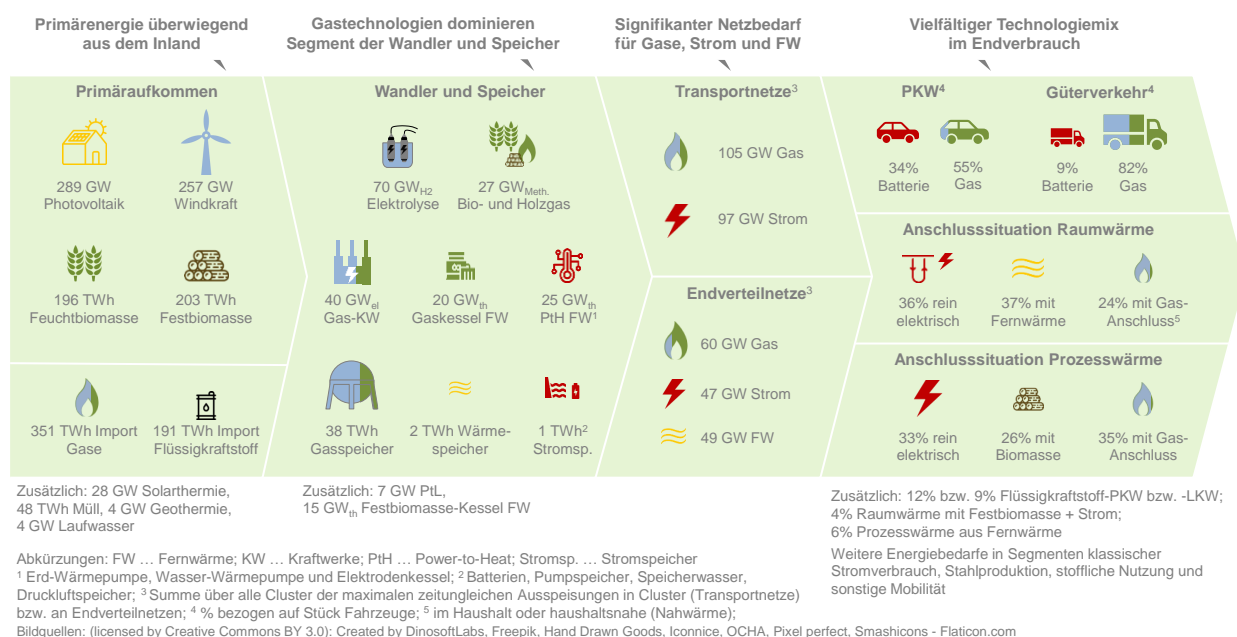 Primärenergie überwiegend
aus dem Inland
Gastechnologien dominieren
Segment der Wandler und Speicher
Signifikanter Netzbedarf
für Gase, Strom und FW
Vielfältiger Technologiemix
im Endverbrauch
Primäraufkommen
289 GW
Photovoltaik
257 GW
Windkraft
196 TWh
Feuchtbiomasse
203 TWh
Festbiomasse
351 TWh Import
Gase
191 TWh Import
Flüssigkraftstoff
Wandler und Speicher
70 GW_H2
Elektrolyse
27 GW_Meth.
Bio- und Holzgas
40 GW_el
Gas-KW
20 GW_th
Gaskessel FW
25 GW_th
PtH FW¹
38 TWh
Gasspeicher
2 TWh Wärme-
speicher
1 TWh²
Stromsp.
Transportnetze³
105 GW Gas
97 GW Strom
Endverteilnetze³
60 GW Gas
47 GW Strom
49 GW FW
PKW⁴
34%
Batterie
55%
Gas
Güterverkehr⁴
9%
Batterie
82%
Gas
Anschlusssituation Raumwärme
36% rein
elektrisch
37% mit
Fernwärme
24% mit Gas-
Anschluss⁵
Anschlusssituation Prozesswärme
33% rein
elektrisch
26% mit
Biomasse
35% mit Gas-
Anschluss
Zusätzlich: 28 GW Solarthermie,
48 TWh Müll, 4 GW Geothermie,
4 GW Laufwasser
Zusätzlich: 7 GW PtL,
15 GW_th Festbiomasse-Kessel FW
Zusätzlich: 12% bzw. 9% Flüssigkraftstoff-PKW bzw. -LKW;
4% Raumwärme mit Festbiomasse + Strom;
6% Prozesswärme aus Fernwärme
Weitere Energiebedarfe in Segmenten klassischer
Stromverbrauch, Stahlproduktion, stoffliche Nutzung und
sonstige Mobilität
Abkürzungen: FW … Fernwärme; KW … Kraftwerke; PtH … Power-to-Heat; Stromsp. … Stromspeicher
¹ Erd-Wärmepumpe, Wasser-Wärmepumpe und Elektrodenkessel; ² Batterien, Pumpspeicher, Speicherwasser,
Druckluftspeicher; ³ Summe über alle Cluster der maximalen zeitungleichen Ausspeisungen in Cluster (Transportnetze)
bzw. an Endverteilnetzen; ⁴ % bezogen auf Stück Fahrzeuge; ⁵ im Haushalt oder haushaltsnahe (Nahwärme);
Bildquellen: (licensed by Creative Commons BY 3.0): Created by DinosoftLabs, Freepik, Hand Drawn Goods, Iconnice, OCHA, Pixel perfect, Smashicons - Flaticon.com